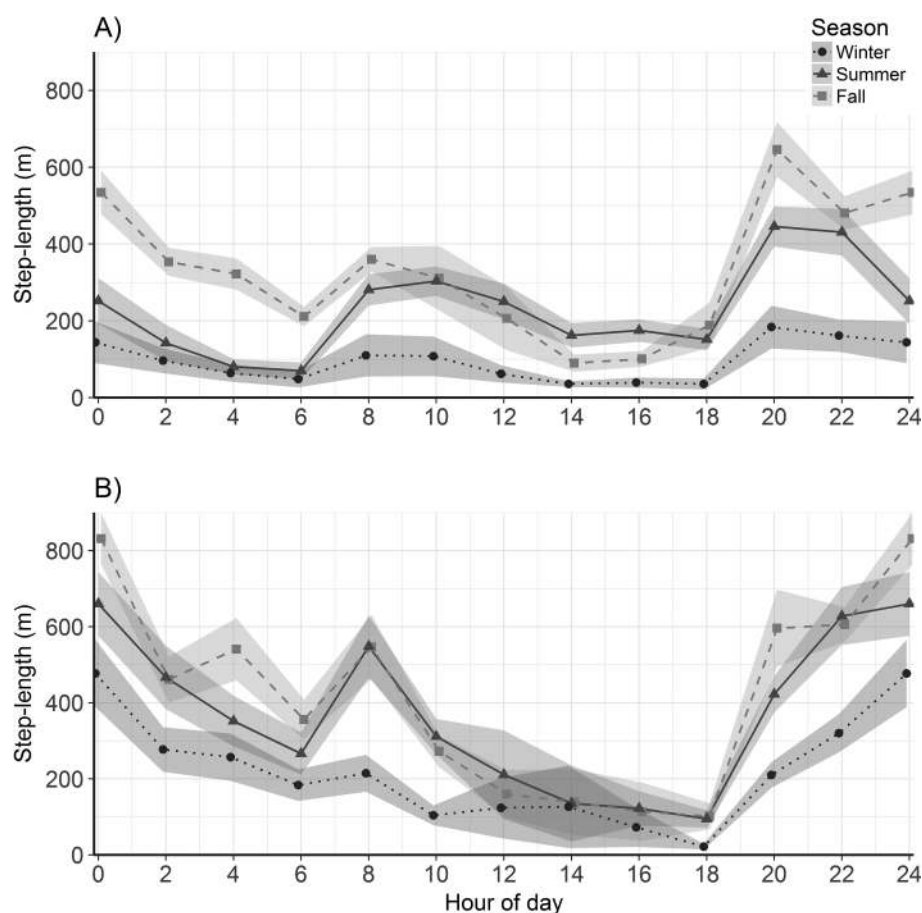 A)
Season
Winter
Summer
Fall
800
600
400
200
0
Step-length (m)
0 2 4 6 8 10 12 14 16 18 20 22 24
B)
800
600
400
200
0
Step-length (m)
0 2 4 6 8 10 12 14 16 18 20 22 24
Hour of day